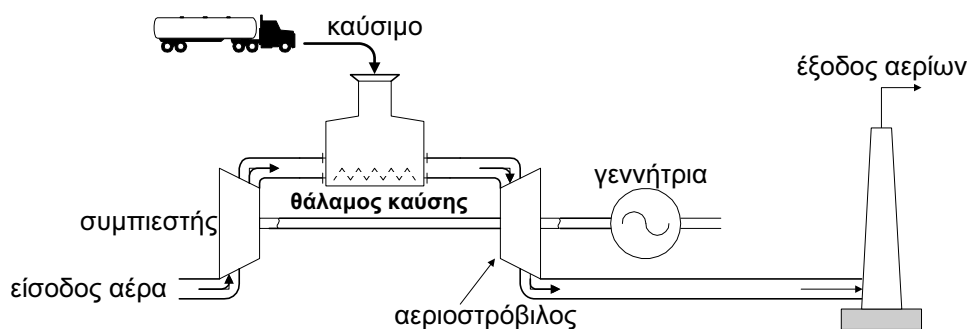 καύσιμο
έξοδος αερίων
γεννήτρια
θάλαμος καύσης
συμπιεστής
είσοδος αέρα
αεριοστρόβιλος